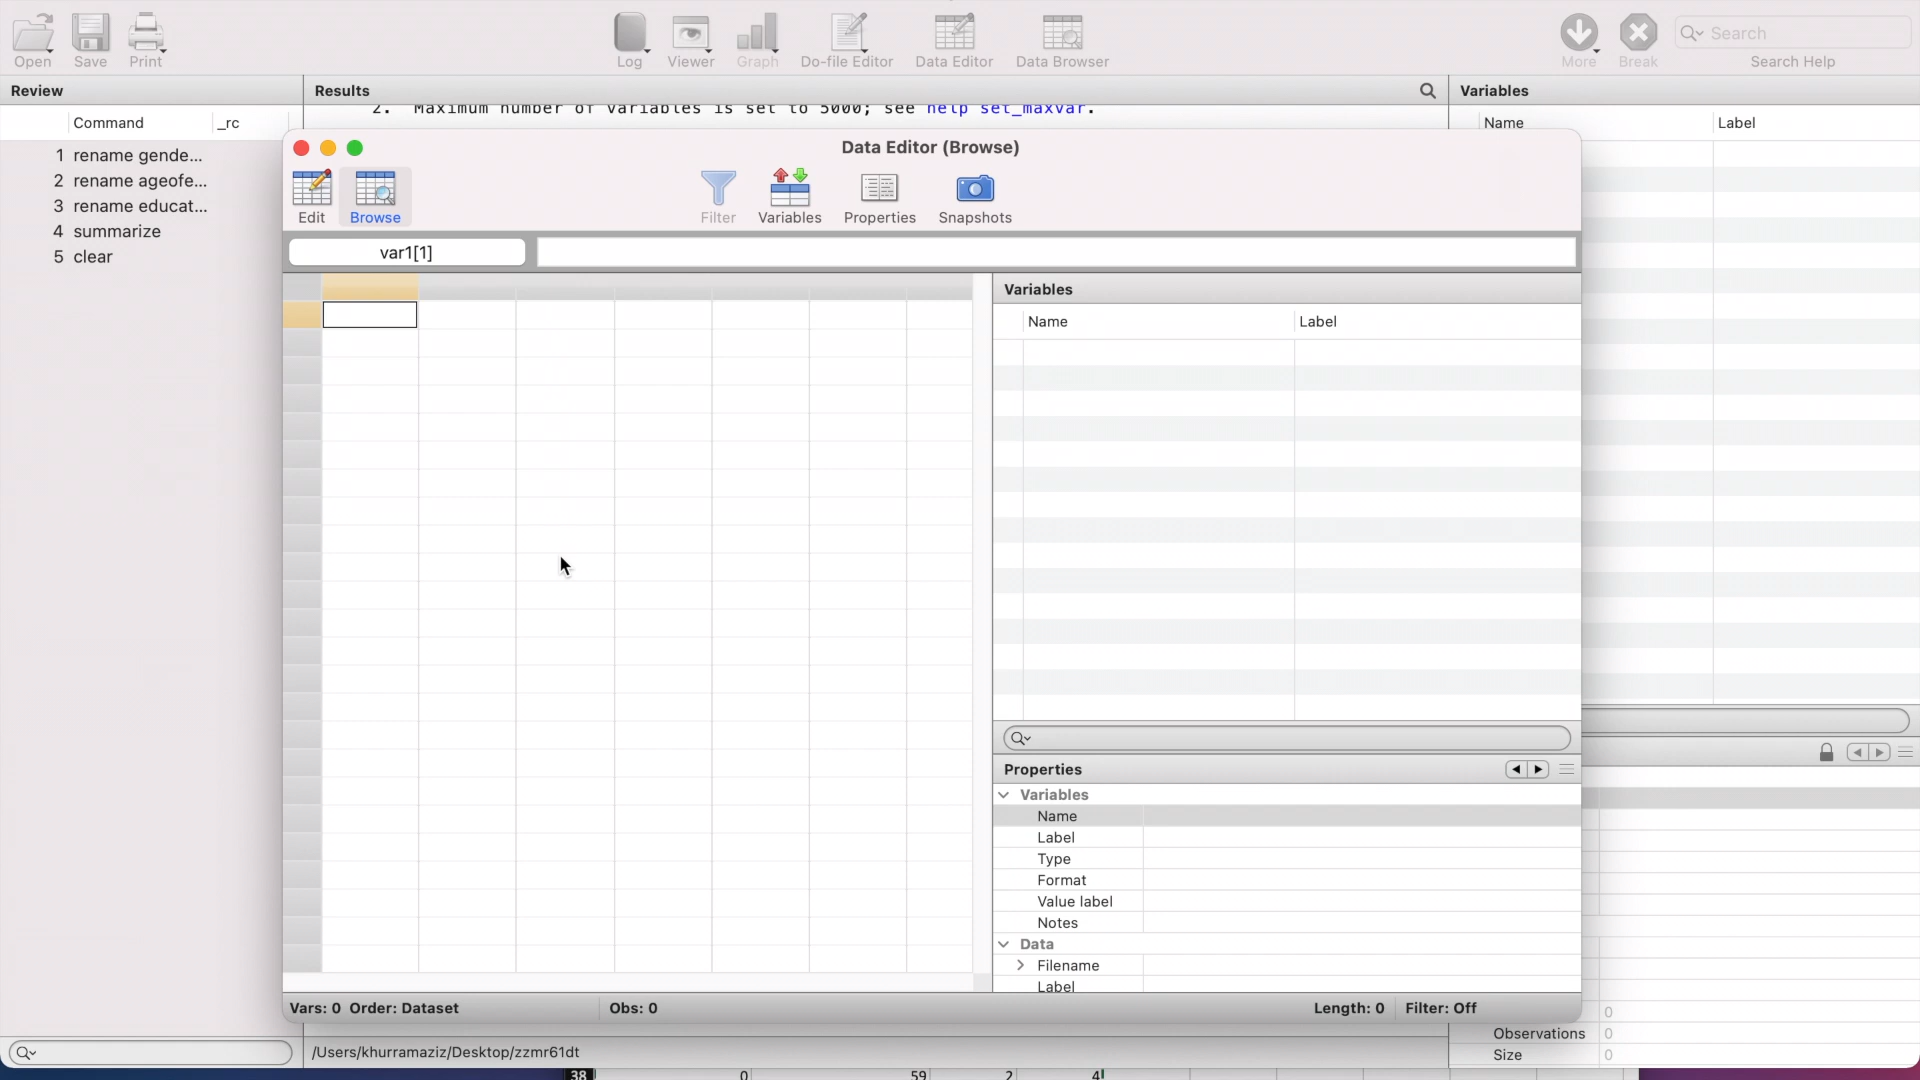 Open Save Print Log Viewer Graph Do-file Editor Data Editor Data Browser More Break Search
Search Help
Review Results Variables
Command _rc
2. Maximum number of variables is set to 5000; see help set_maxvar.
Name Label
1 rename gende...
2 rename ageofe...
3 rename educat...
4 summarize
5 clear
Data Editor (Browse)
Edit Browse Filter Variables Properties Snapshots
var1[1]
Variables
Name Label
Properties
Variables
Name
Label
Type
Format
Value label
Notes
Data
Filename
Label
Vars: 0 Order: Dataset Obs: 0 Length: 0 Filter: Off
0
Observations 0
Size 0
/Users/khurramaziz/Desktop/zzmr61dt
38 0 59 2 4